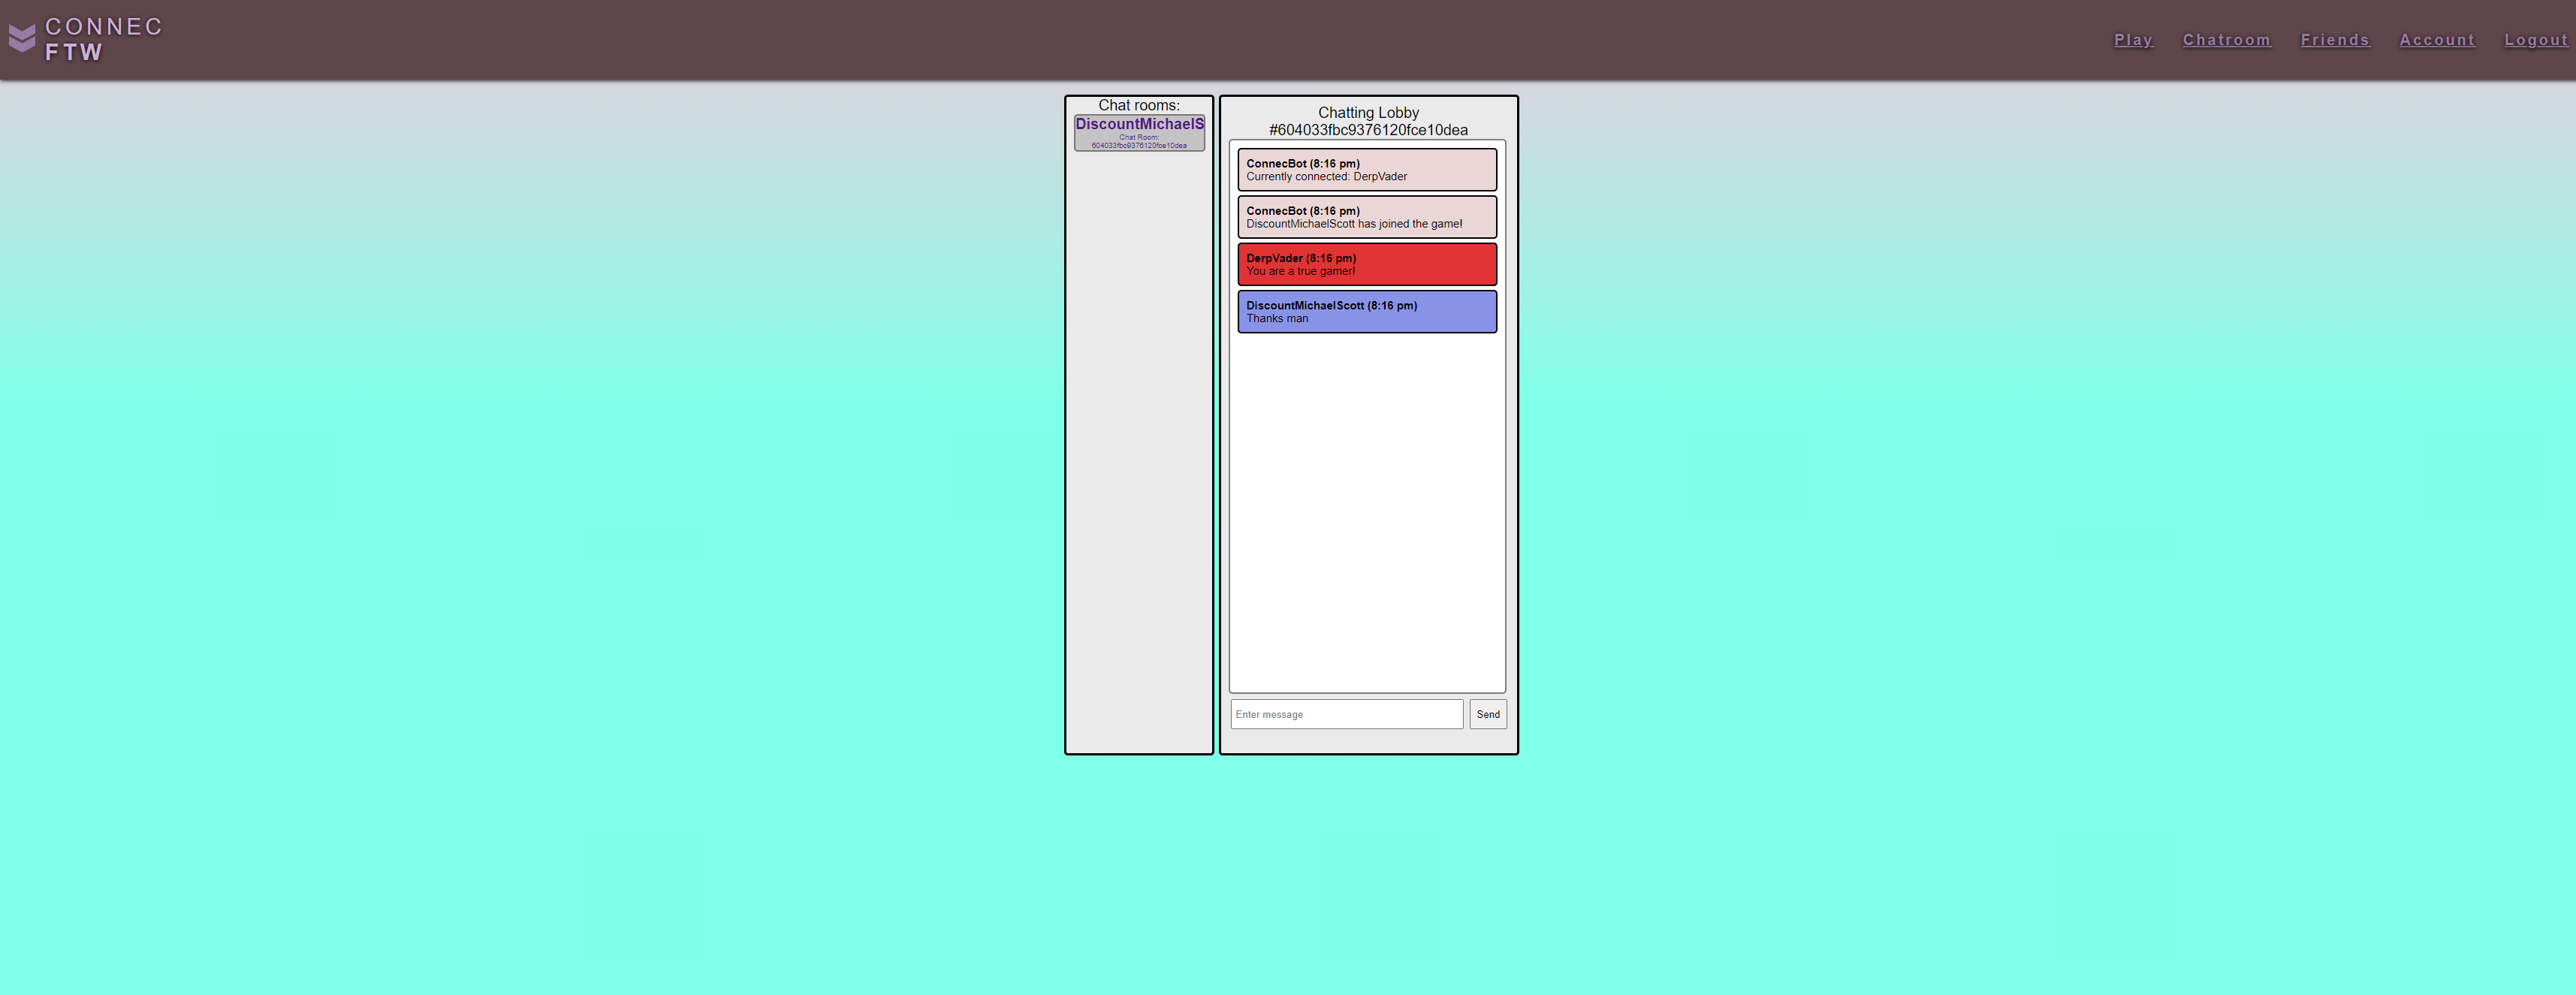 CONNEC
FTW
Play Chatroom Friends Account Logout
Chat rooms:
DiscountMichaelS
Chat Room:
604033fbc9376120fce10dea
Chatting Lobby
#604033fbc9376120fce10dea
ConnecBot (8:16 pm)
Currently connected: DerpVader
ConnecBot (8:16 pm)
DiscountMichaelScott has joined the game!
DerpVader (8:16 pm)
You are a true gamer!
DiscountMichaelScott (8:16 pm)
Thanks man
Enter message
Send